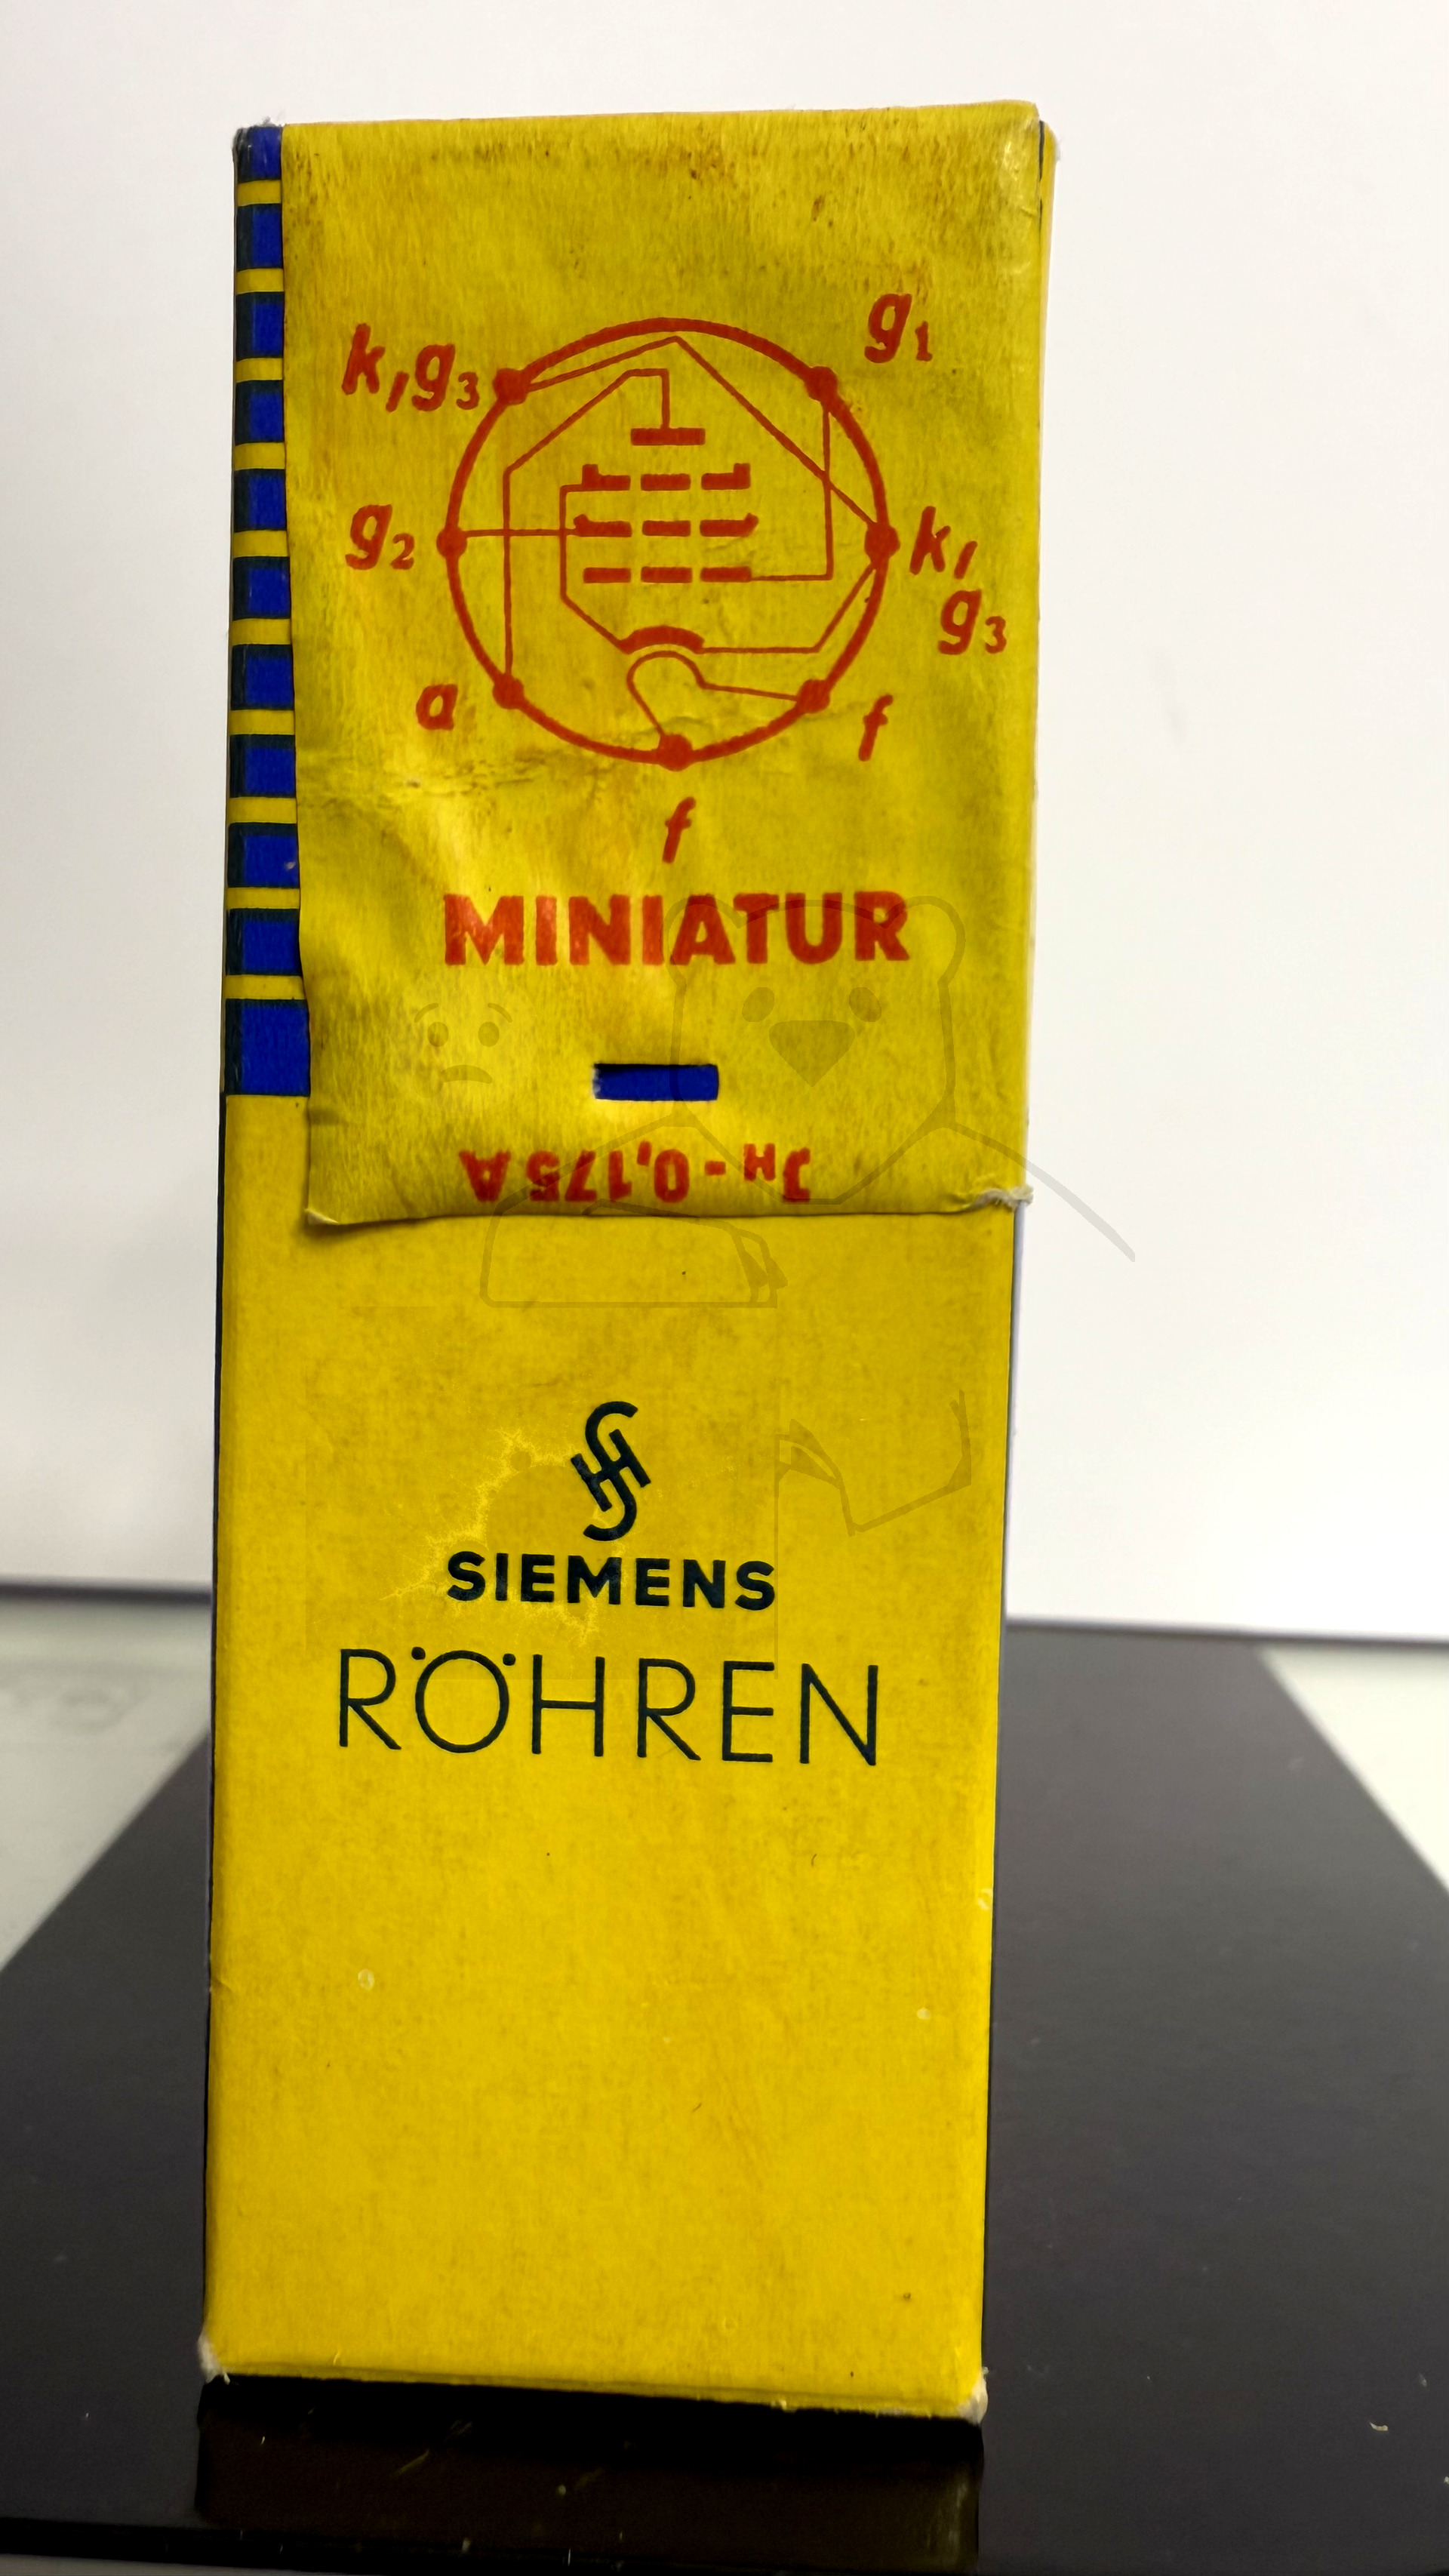 g₁
k,g₃
g₂
k,
g₃
a
f
f
MINIATUR
JH - 0,175A
SIEMENS
RÖHREN